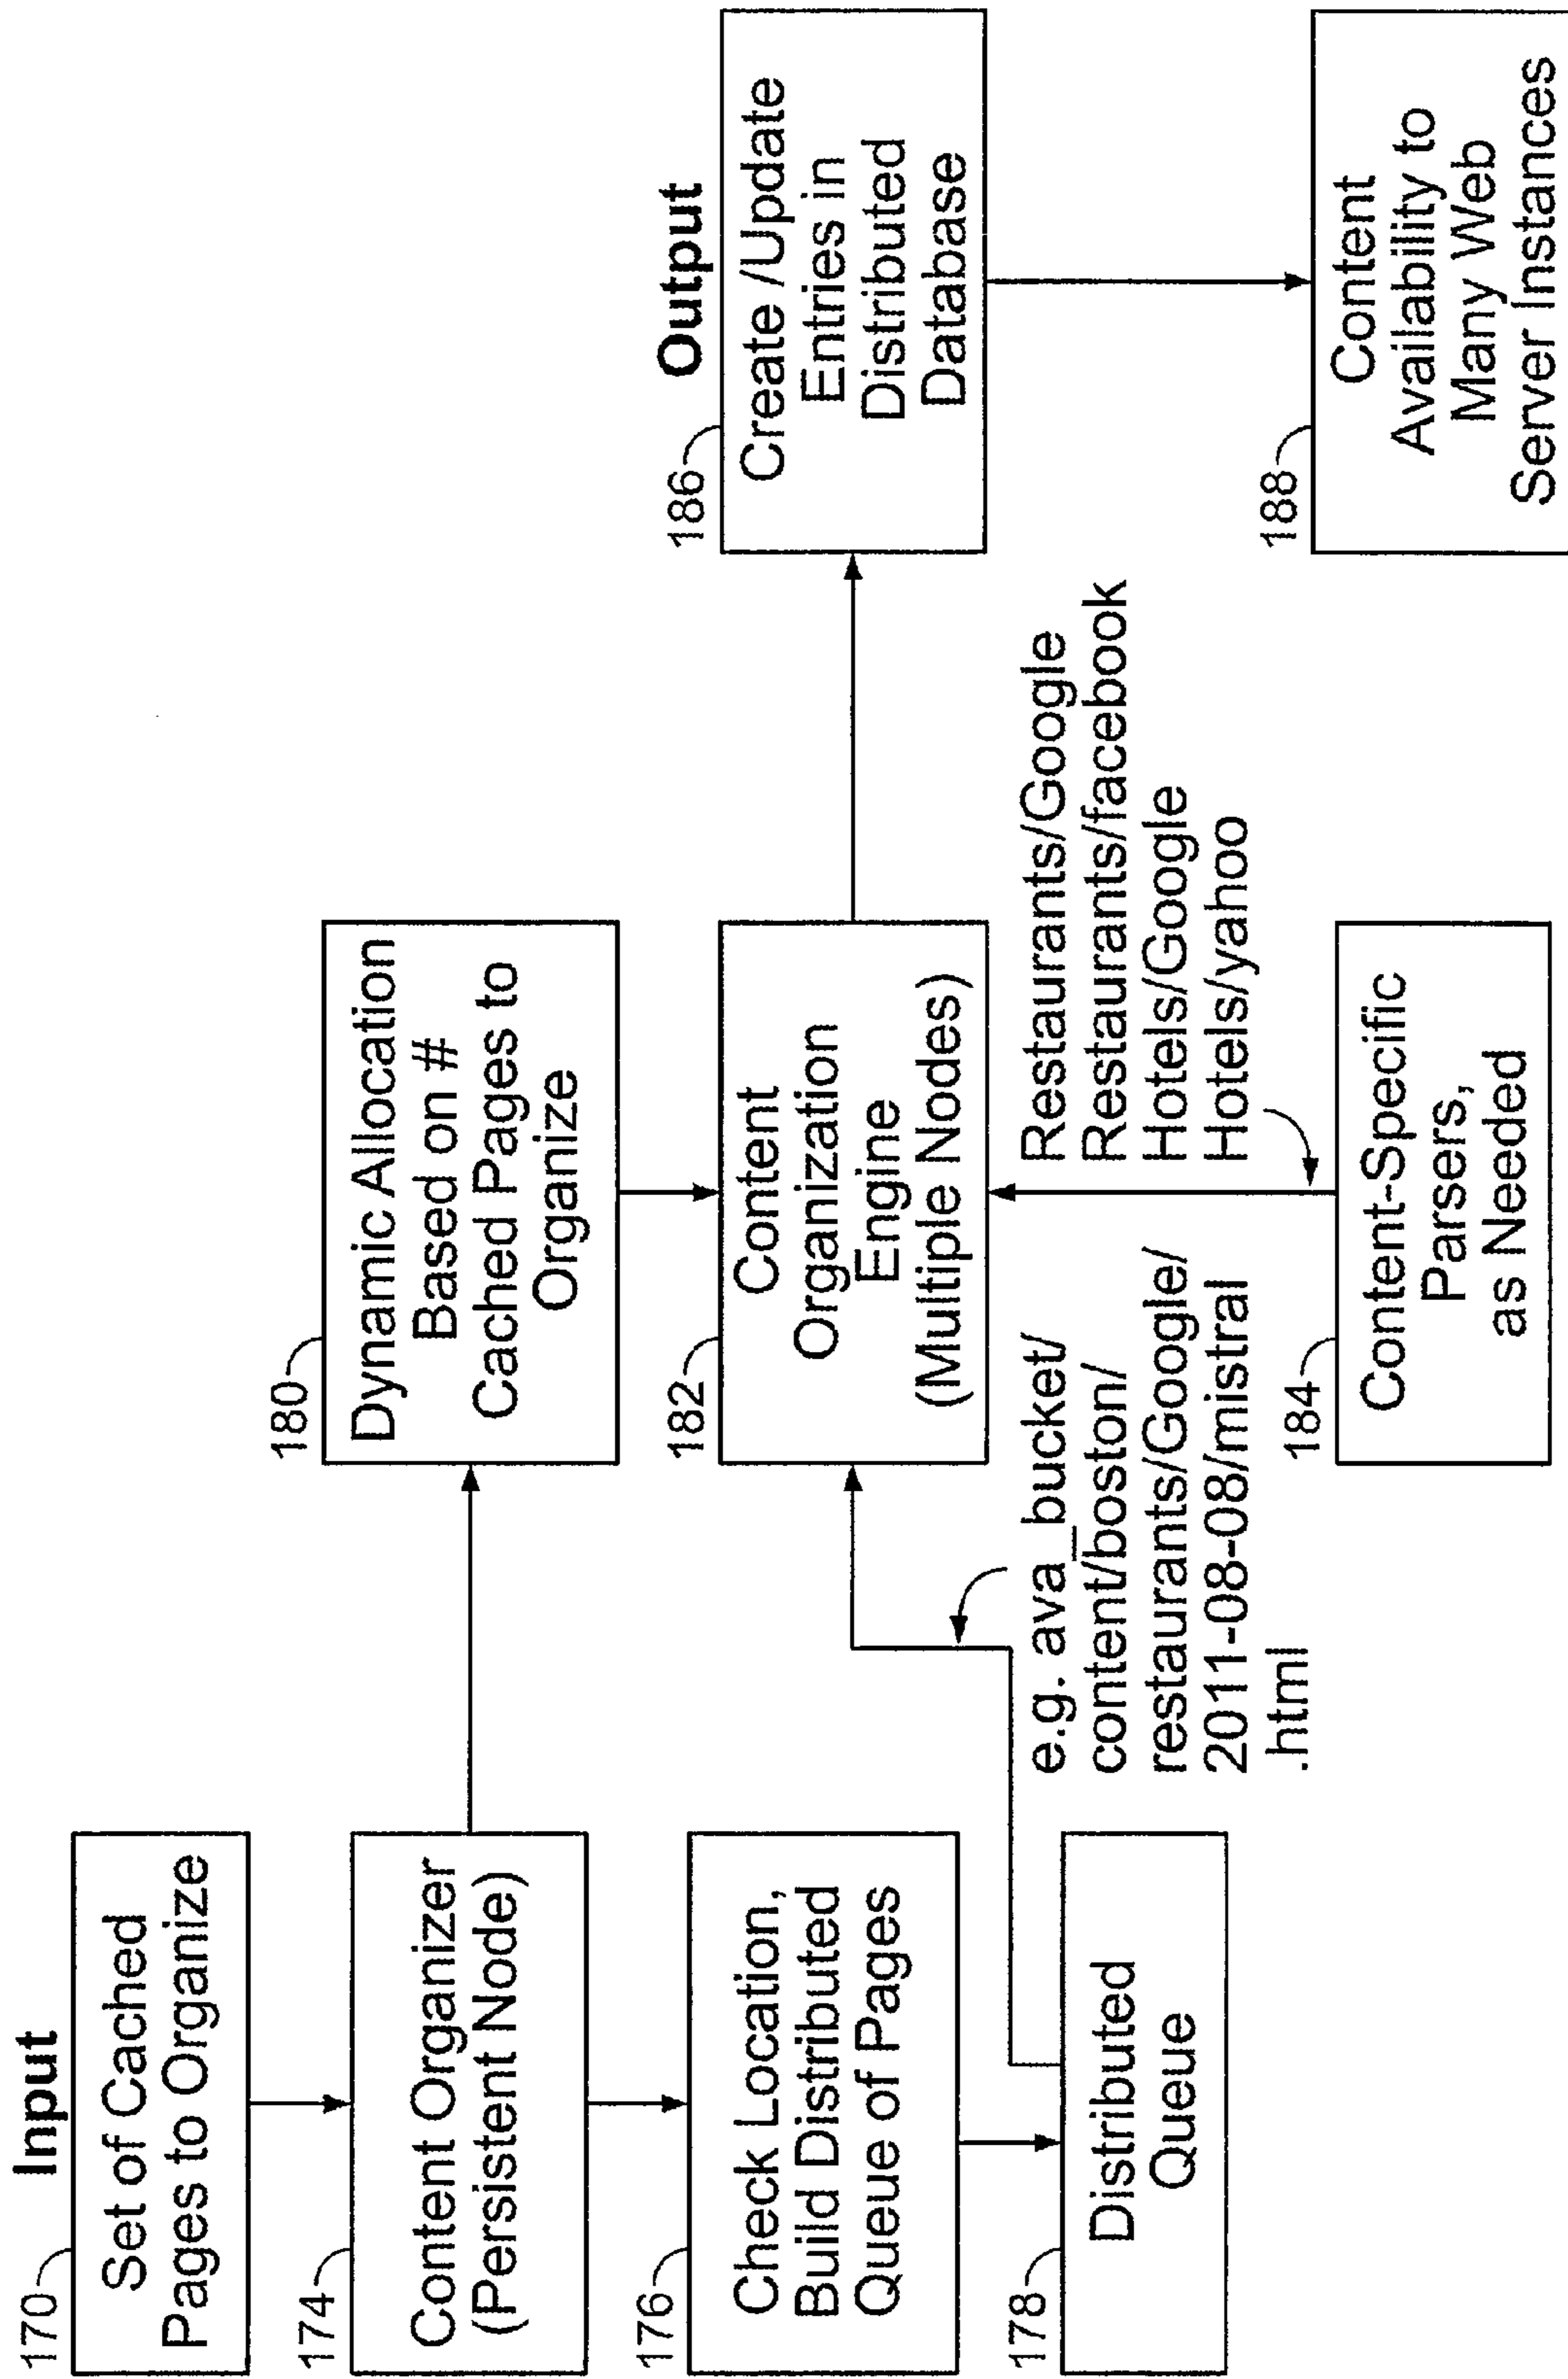 Input
170
Set of Cached
Pages to Organize
174
Content Organizer
(Persistent Node)
176
Check Location,
Build Distributed
Queue of Pages
178
Distributed
Queue
180
Dynamic Allocation
Based on #
Cached Pages to
Organize
182
Content
Organization
Engine
(Multiple Nodes)
e.g. ava_bucket/
content/boston/
restaurants/Google/
2011-08-08/mistral
.html
184
Content-Specific
Parsers,
as Needed
Restaurants/Google
Restaurants/facebook
Hotels/Google
Hotels/yahoo
Output
186
Create /Update
Entries in
Distributed
Database
188
Content
Availability to
Many Web
Server Instances